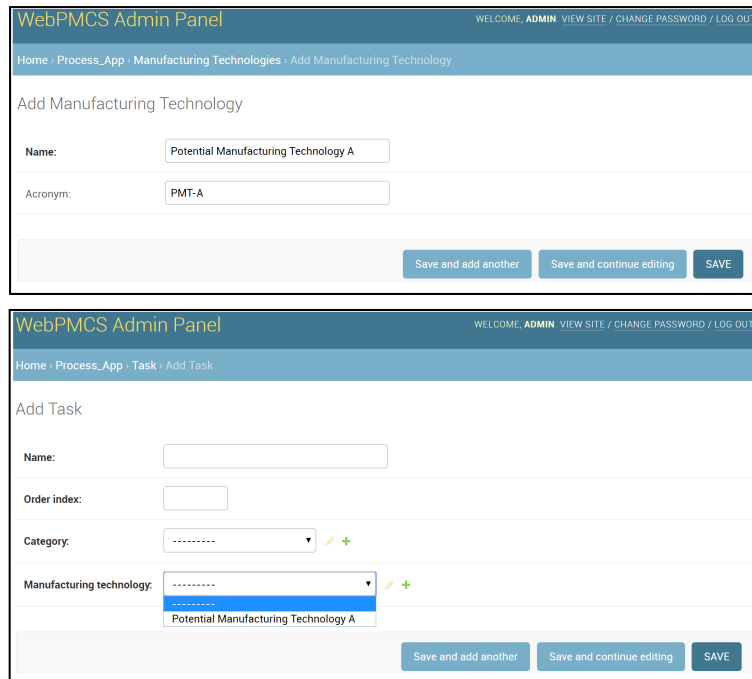 WebPMCS Admin Panel WELCOME, ADMIN. VIEW SITE / CHANGE PASSWORD / LOG OUT
Home › Process_App › Manufacturing Technologies › Add Manufacturing Technology
Add Manufacturing Technology
Name: Potential Manufacturing Technology A
Acronym: PMT-A
Save and add another Save and continue editing SAVE
WebPMCS Admin Panel WELCOME, ADMIN. VIEW SITE / CHANGE PASSWORD / LOG OUT
Home › Process_App › Task › Add Task
Add Task
Name:
Order index:
Category: ---------
Manufacturing technology: ---------
---------
Potential Manufacturing Technology A
Save and add another Save and continue editing SAVE